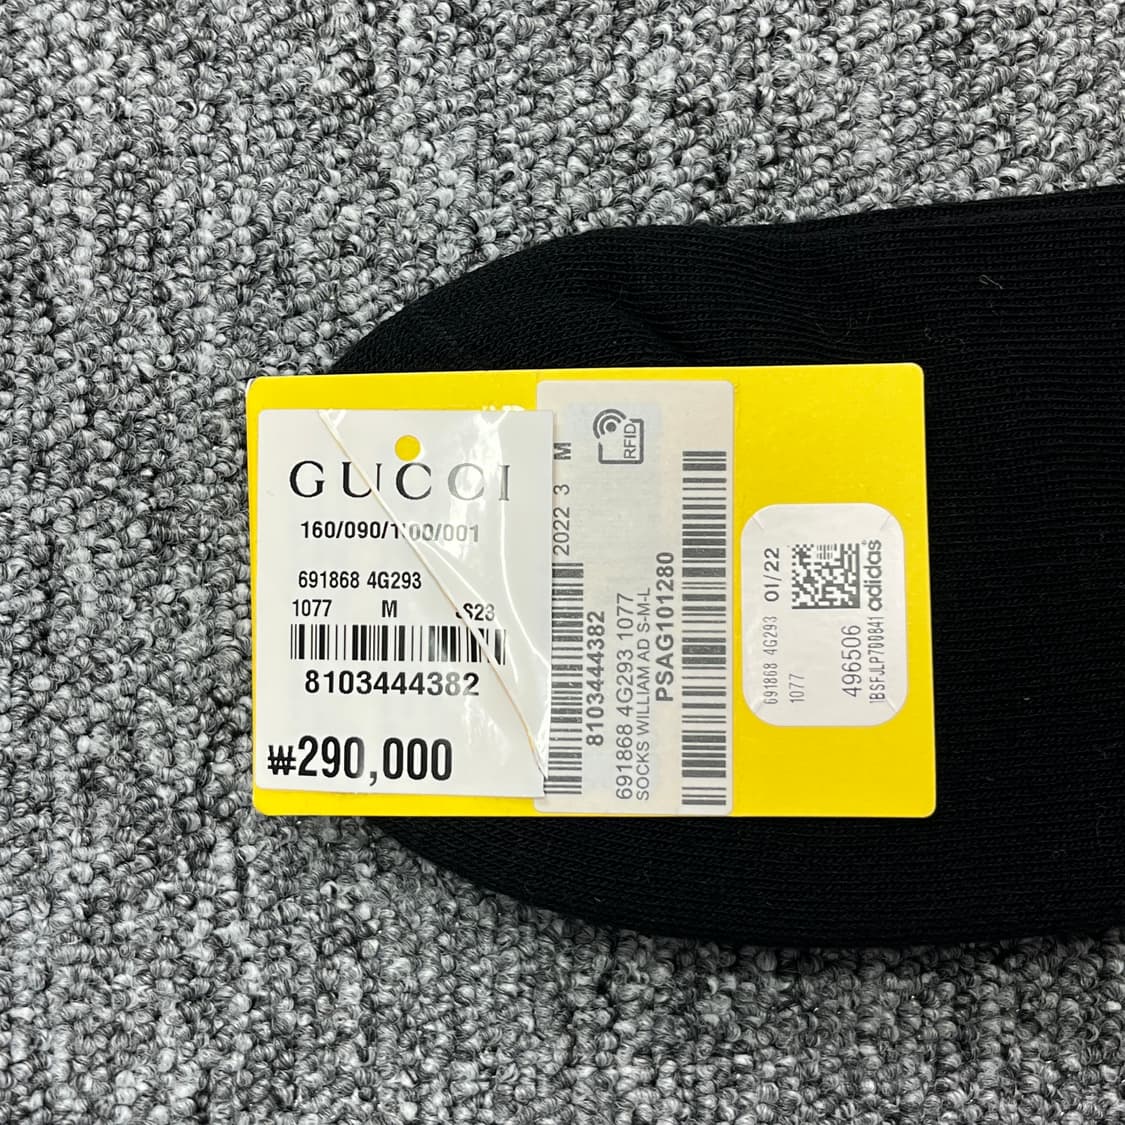 GUCCI
160/090/1100/001
691868 4G293
1077 M S23
8103444382
₩290,000
RFID
2022 3 M
8103444382
691868 4G293 1077
SOCKS WILLIAM AD S-M-L
PSAG101280
691868 4G293 01/22
1077
496506
1BSFJLP700841 adidas